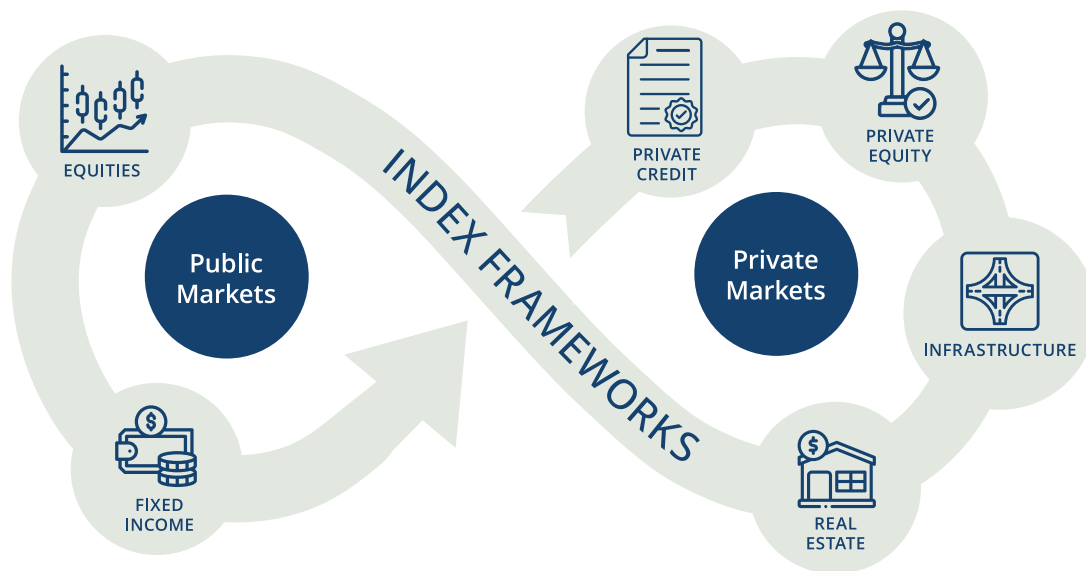 EQUITIES
Public
Markets
FIXED
INCOME
INDEX FRAMEWORKS
PRIVATE
CREDIT
PRIVATE
EQUITY
Private
Markets
INFRASTRUCTURE
REAL
ESTATE
$
$